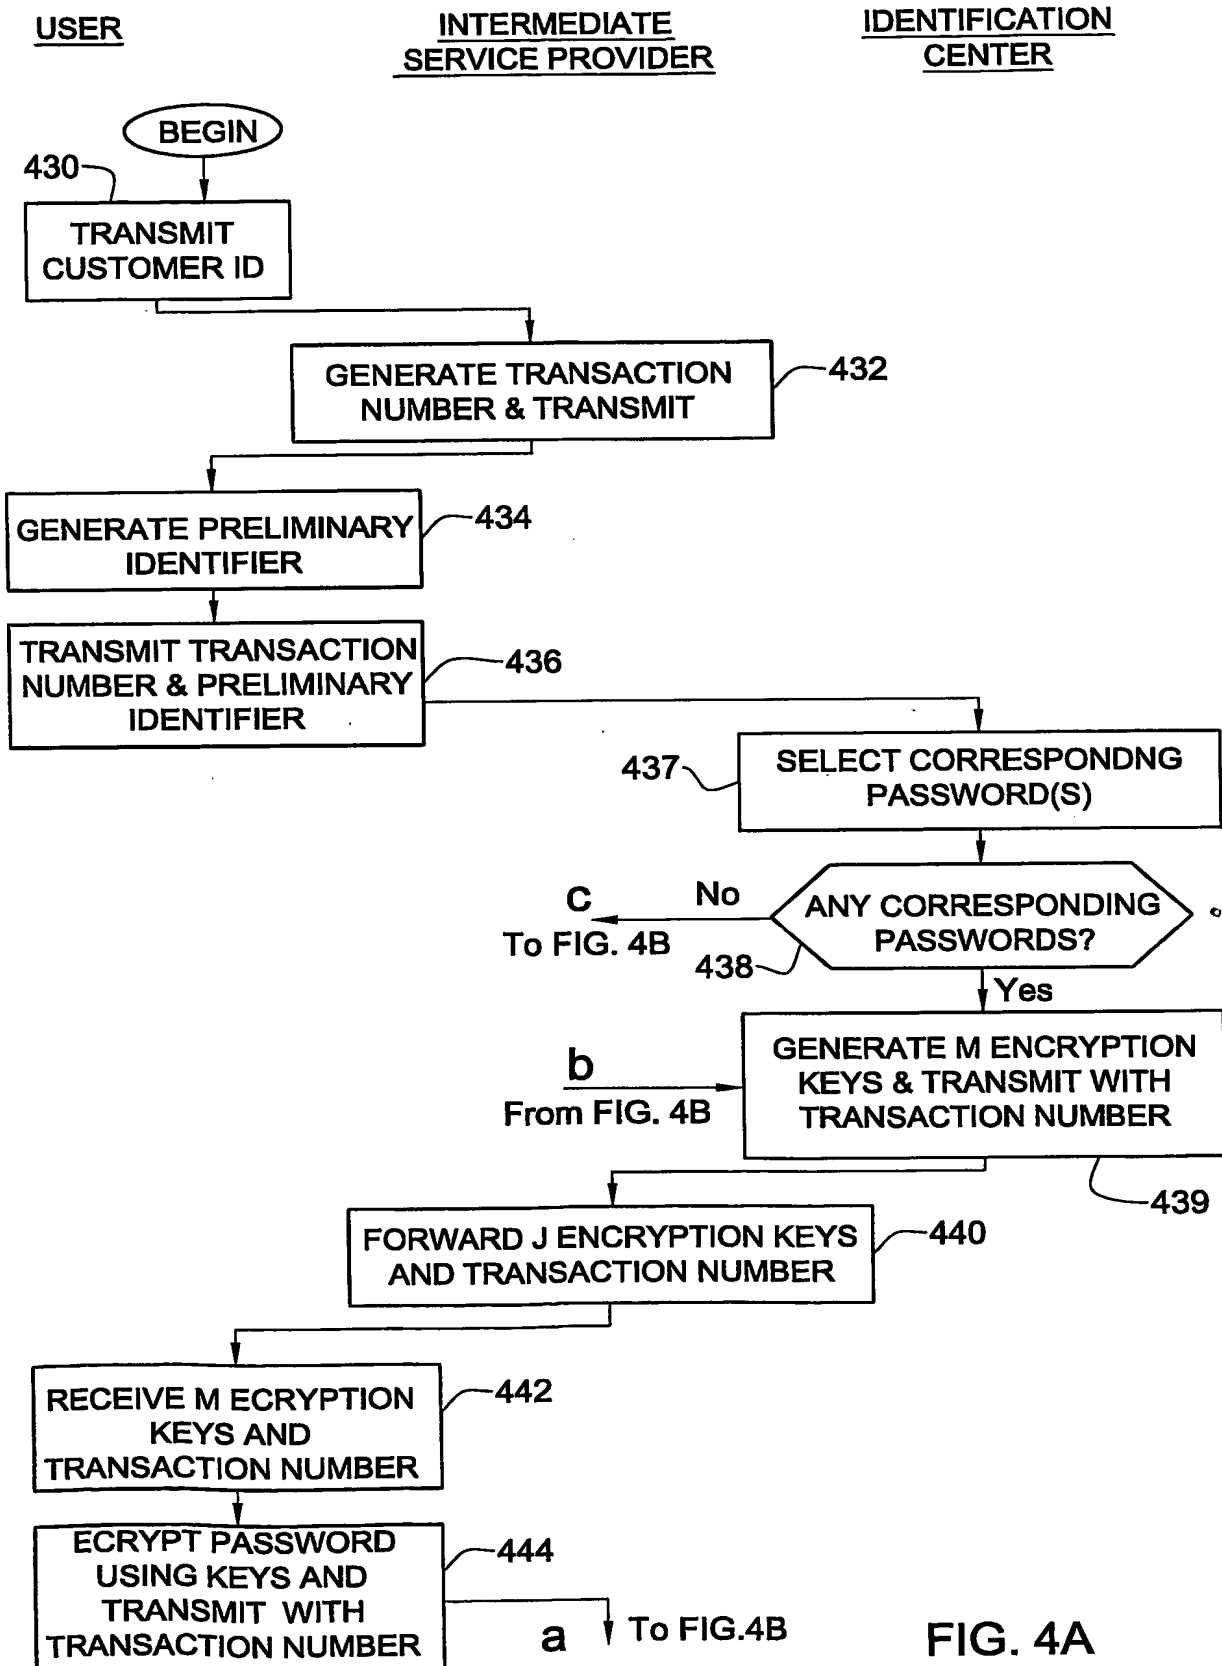 USER
INTERMEDIATE
SERVICE PROVIDER
IDENTIFICATION
CENTER
BEGIN
430
TRANSMIT
CUSTOMER ID
GENERATE TRANSACTION
NUMBER & TRANSMIT
432
GENERATE PRELIMINARY
IDENTIFIER
434
TRANSMIT TRANSACTION
NUMBER & PRELIMINARY
IDENTIFIER
436
437
SELECT CORRESPONDNG
PASSWORD(S)
ANY CORRESPONDING
PASSWORDS?
438
No
c
To FIG. 4B
Yes
b
From FIG. 4B
GENERATE M ENCRYPTION
KEYS & TRANSMIT WITH
TRANSACTION NUMBER
439
FORWARD J ENCRYPTION KEYS
AND TRANSACTION NUMBER
440
RECEIVE M ECRYPTION
KEYS AND
TRANSACTION NUMBER
442
ECRYPT PASSWORD
USING KEYS AND
TRANSMIT WITH
TRANSACTION NUMBER
444
a
To FIG.4B
FIG. 4A